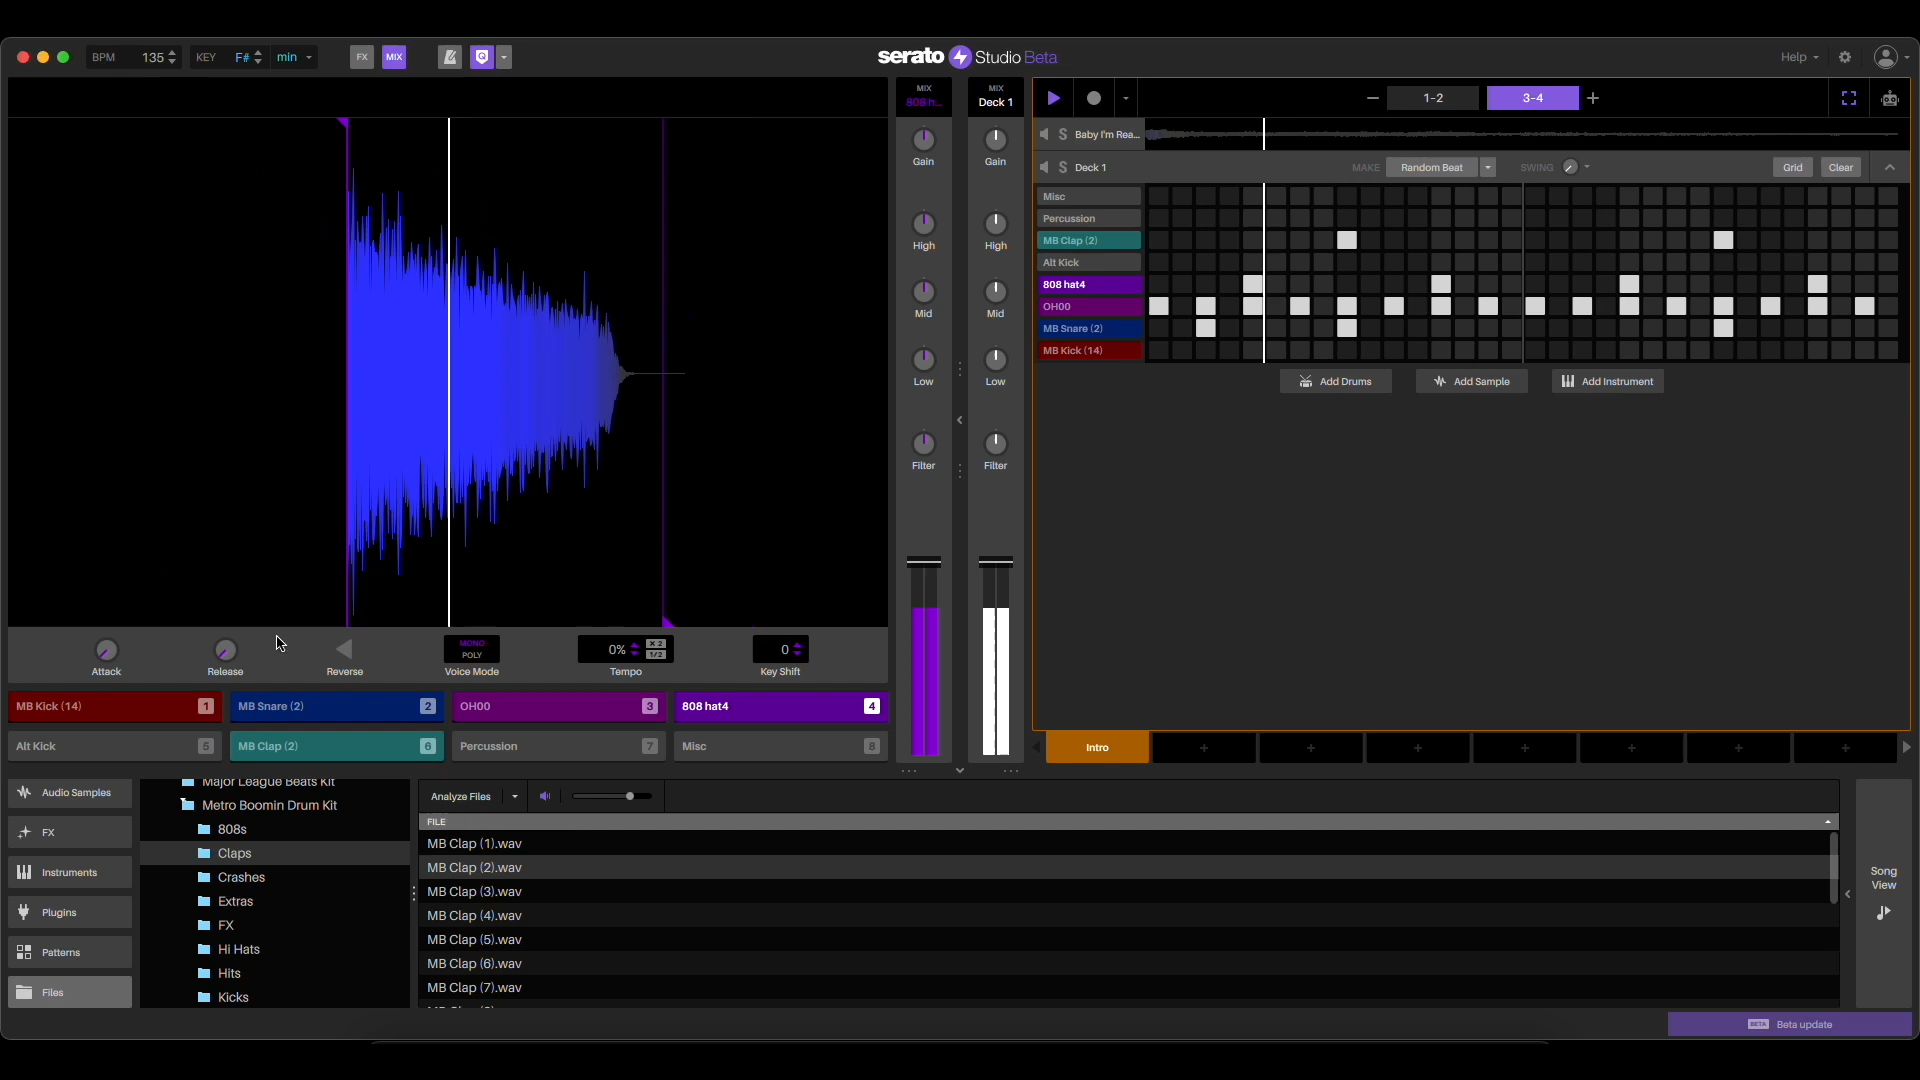 BPM 135 KEY F# min FX MIX serato Studio Beta Help
MIX MIX
808 h... Deck 1
1-2 3-4
Gain Gain
High High
Mid Mid
Low Low
Filter Filter
S Baby I'm Rea...
S Deck 1 MAKE Random Beat SWING Grid Clear
Misc
Percussion
MB Clap (2)
Alt Kick
808 hat4
OH00
MB Snare (2)
MB Kick (14)
Add Drums Add Sample Add Instrument
MONO
POLY
0% x 2
1/2
0
Attack Release Reverse Voice Mode Tempo Key Shift
MB Kick (14) 1 MB Snare (2) 2 OH00 3 808 hat4 4
Alt Kick 5 MB Clap (2) 6 Percussion 7 Misc 8
Intro + + + + + + +
Audio Samples
FX
Instruments
Plugins
Patterns
Files
Major League Beats Kit
Metro Boomin Drum Kit
808s
Claps
Crashes
Extras
FX
Hi Hats
Hits
Kicks
Analyze Files
FILE
MB Clap (1).wav
MB Clap (2).wav
MB Clap (3).wav
MB Clap (4).wav
MB Clap (5).wav
MB Clap (6).wav
MB Clap (7).wav
Song
View
BETA Beta update